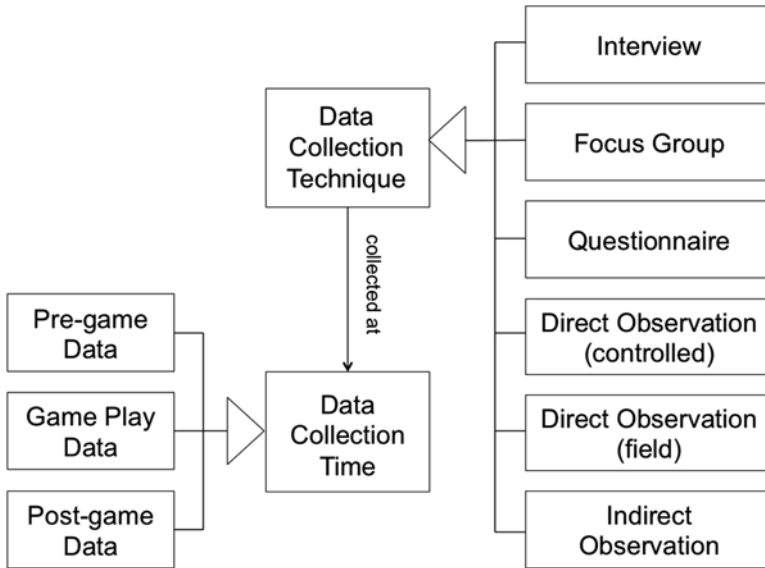 Interview
Data
Collection
Technique
Focus Group
Questionnaire
collected at
Pre-game
Data
Direct Observation
(controlled)
Game Play
Data
Data
Collection
Time
Direct Observation
(field)
Post-game
Data
Indirect
Observation